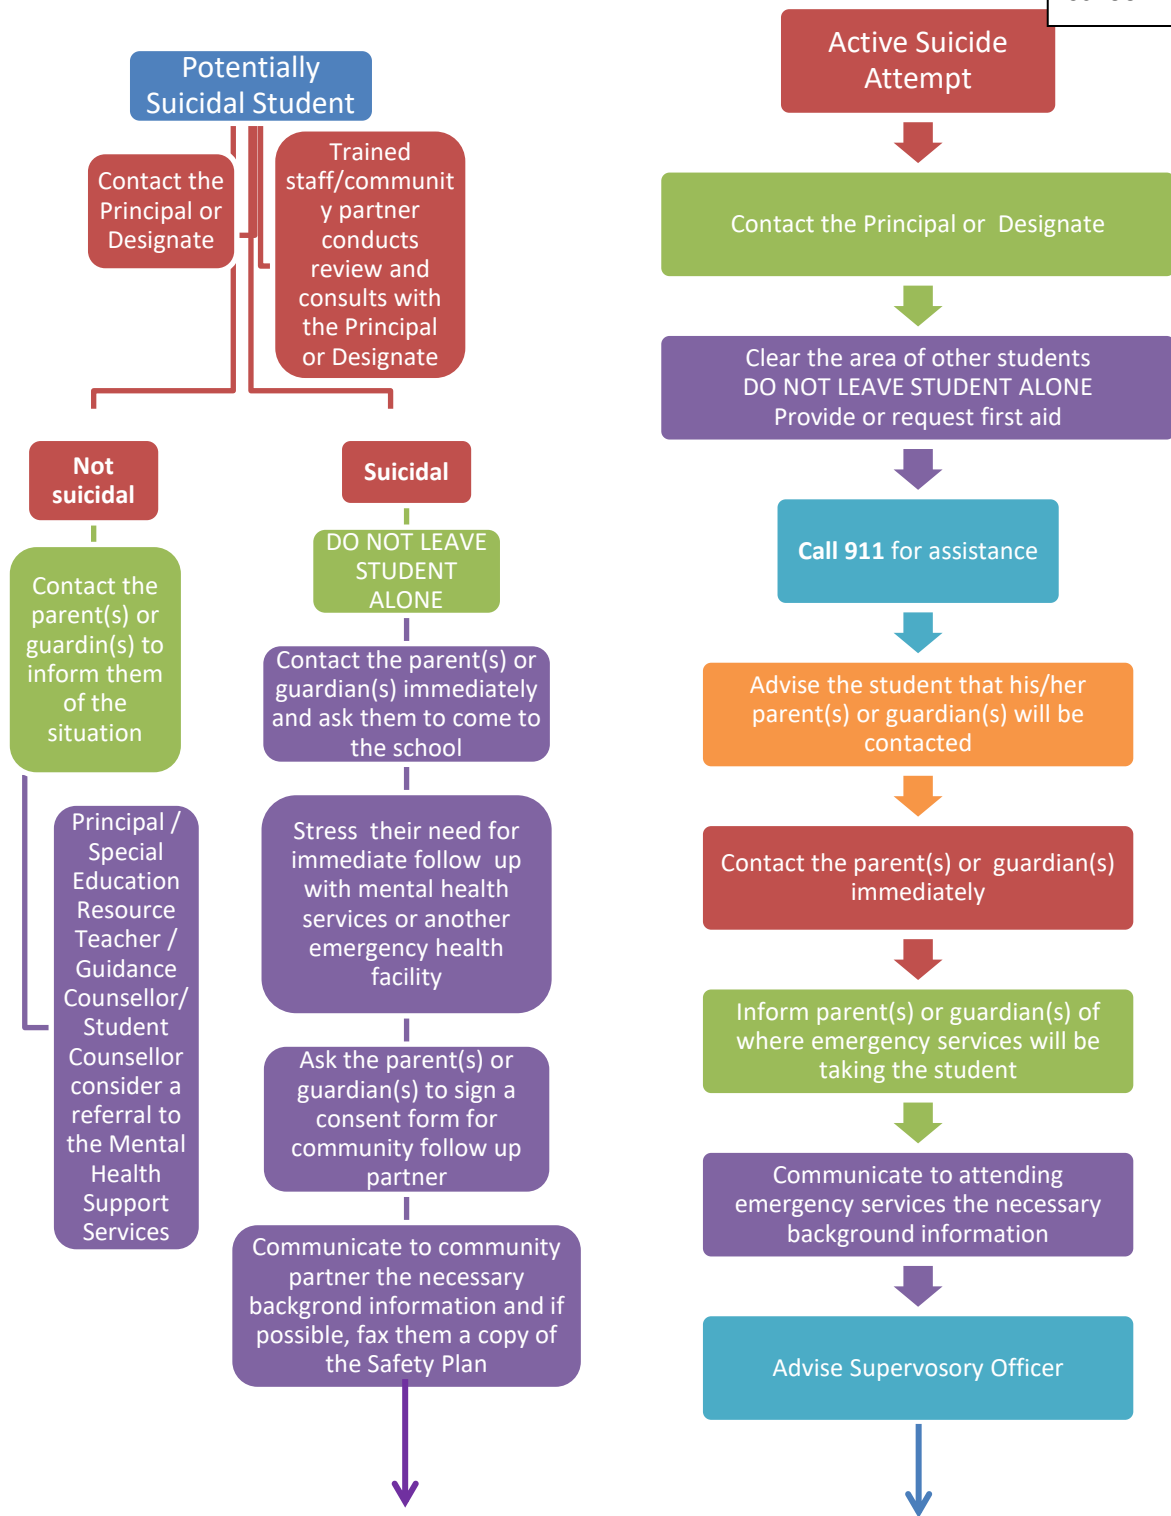 Potentially
Suicidal Student
Contact the
Principal or
Designate
Trained
staff/communit
y partner
conducts
review and
consults with
the Principal
or Designate
Not
suicidal
Contact the
parent(s) or
guardin(s) to
inform them
of the
situation
Principal /
Special
Education
Resource
Teacher /
Guidance
Counsellor/
Student
Counsellor
consider a
referral to
the Mental
Health
Support
Services
Suicidal
DO NOT LEAVE
STUDENT
ALONE
Contact the parent(s) or
guardian(s) immediately
and ask them to come to
the school
Stress their need for
immediate follow up
with mental health
services or another
emergency health
facility
Ask the parent(s) or
guardian(s) to sign a
consent form for
community follow up
partner
Communicate to community
partner the necessary
backgrond information and if
possible, fax them a copy of
the Safety Plan
Active Suicide
Attempt
Contact the Principal or Designate
Clear the area of other students
DO NOT LEAVE STUDENT ALONE
Provide or request first aid
Call 911 for assistance
Advise the student that his/her
parent(s) or guardian(s) will be
contacted
Contact the parent(s) or guardian(s)
immediately
Inform parent(s) or guardian(s) of
where emergency services will be
taking the student
Communicate to attending
emergency services the necessary
background information
Advise Supervosory Officer